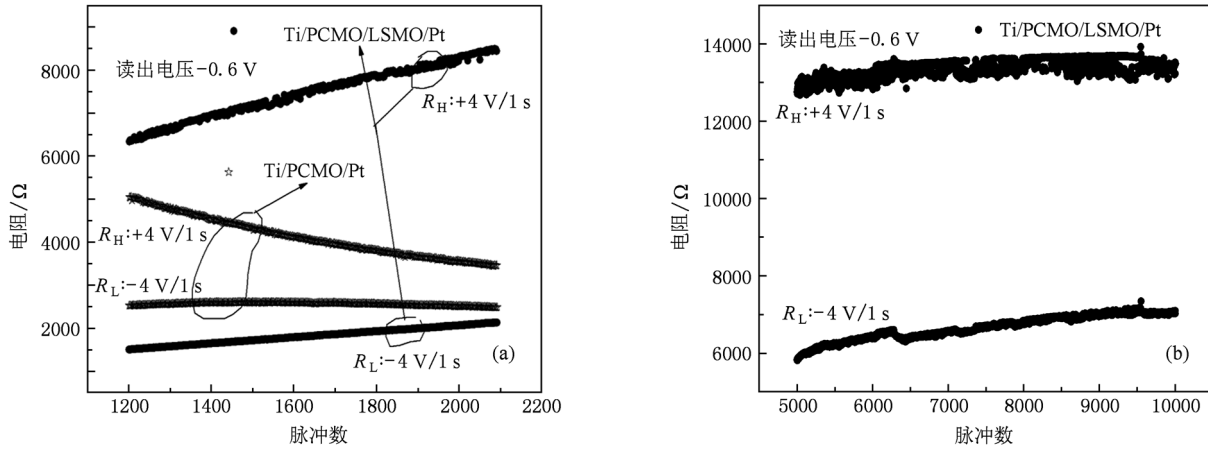 Ti/PCMO/LSMO/Pt
读出电压-0.6 V
R_H:+4 V/1 s
Ti/PCMO/Pt
R_H:+4 V/1 s
R_L:-4 V/1 s
R_L:-4 V/1 s
(a)
8000
6000
4000
2000
电阻/Ω
1200 1400 1600 1800 2000 2200
脉冲数
Ti/PCMO/LSMO/Pt
读出电压-0.6 V
R_H:+4 V/1 s
R_L:-4 V/1 s
(b)
14000
12000
10000
8000
6000
电阻/Ω
5000 6000 7000 8000 9000 10000
脉冲数